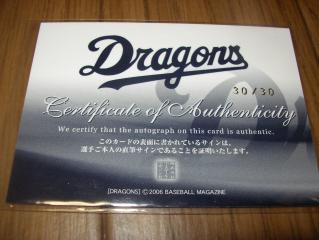 Dragons
30/30
Certificate of Authenticity
We certify that the autograph on this card is authentic.
このカードの表面に書かれているサインは、
選手ご本人の直筆サインであることを証明いたします。
[DRAGONS] ©2006 BASEBALL MAGAZINE